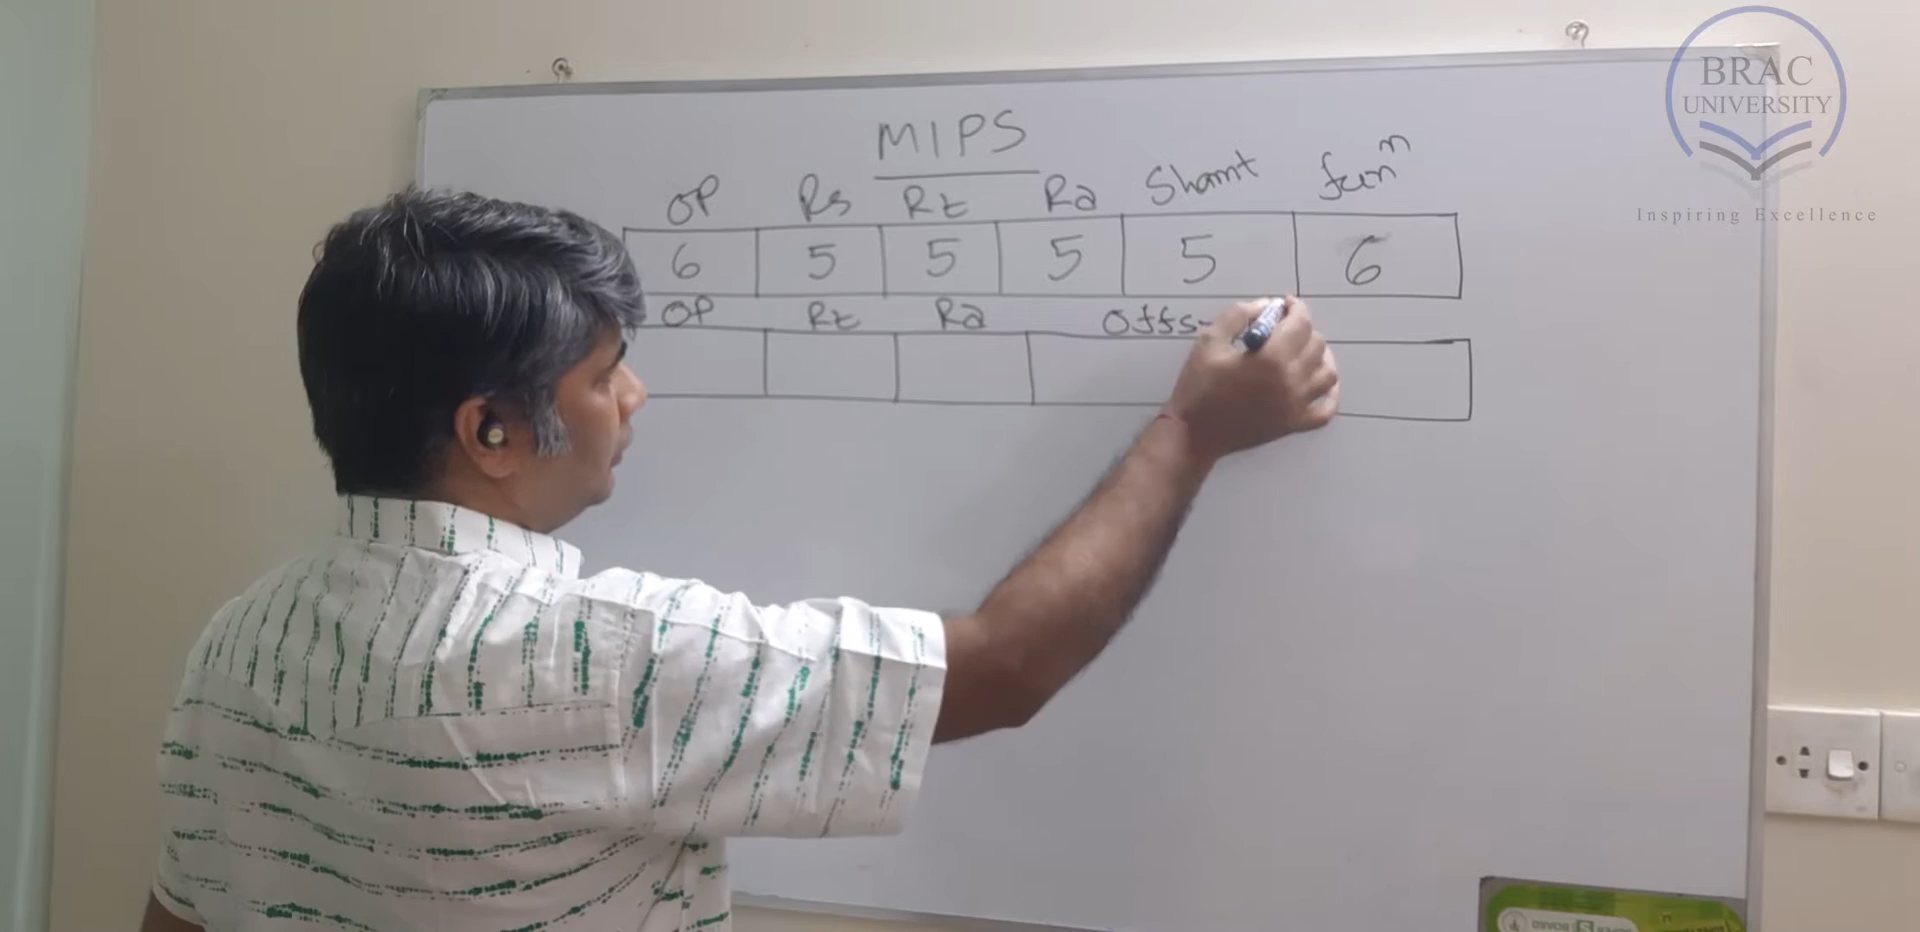 BRAC
UNIVERSITY
Inspiring Excellence
MIPS
OP Rs Rt Rd Shamt funⁿ
6 5 5 5 5 6
OP Rt Rd Offs